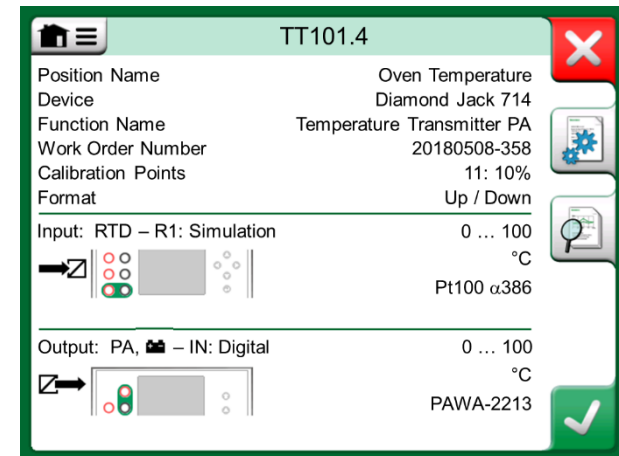 TT101.4
Position Name Oven Temperature
Device Diamond Jack 714
Function Name Temperature Transmitter PA
Work Order Number 20180508-358
Calibration Points 11: 10%
Format Up / Down
Input: RTD – R1: Simulation 0 ... 100
°C
Pt100 α386
Output: PA, – IN: Digital 0 ... 100
°C
PAWA-2213